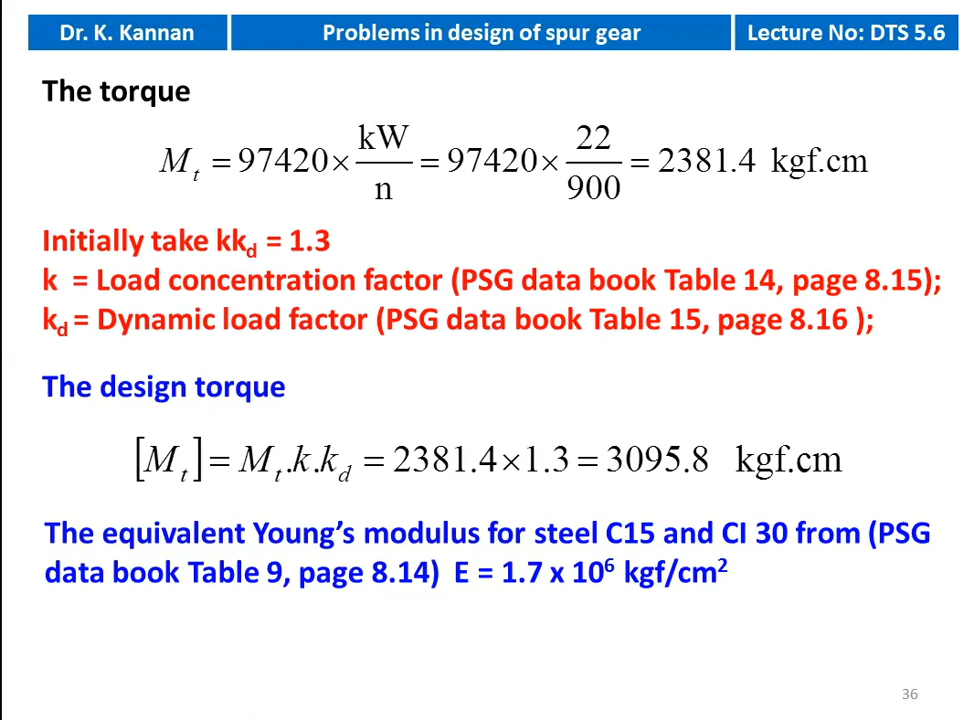 Dr. K. Kannan
Problems in design of spur gear
Lecture No: DTS 5.6
The torque
M_t = 97420 × kW/n = 97420 × 22/900 = 2381.4 kgf.cm
Initially take kk_d = 1.3
k = Load concentration factor (PSG data book Table 14, page 8.15);
k_d = Dynamic load factor (PSG data book Table 15, page 8.16 );
The design torque
[M_t] = M_t.k.k_d = 2381.4 × 1.3 = 3095.8 kgf.cm
The equivalent Young’s modulus for steel C15 and CI 30 from (PSG
data book Table 9, page 8.14) E = 1.7 x 10^6 kgf/cm^2
36